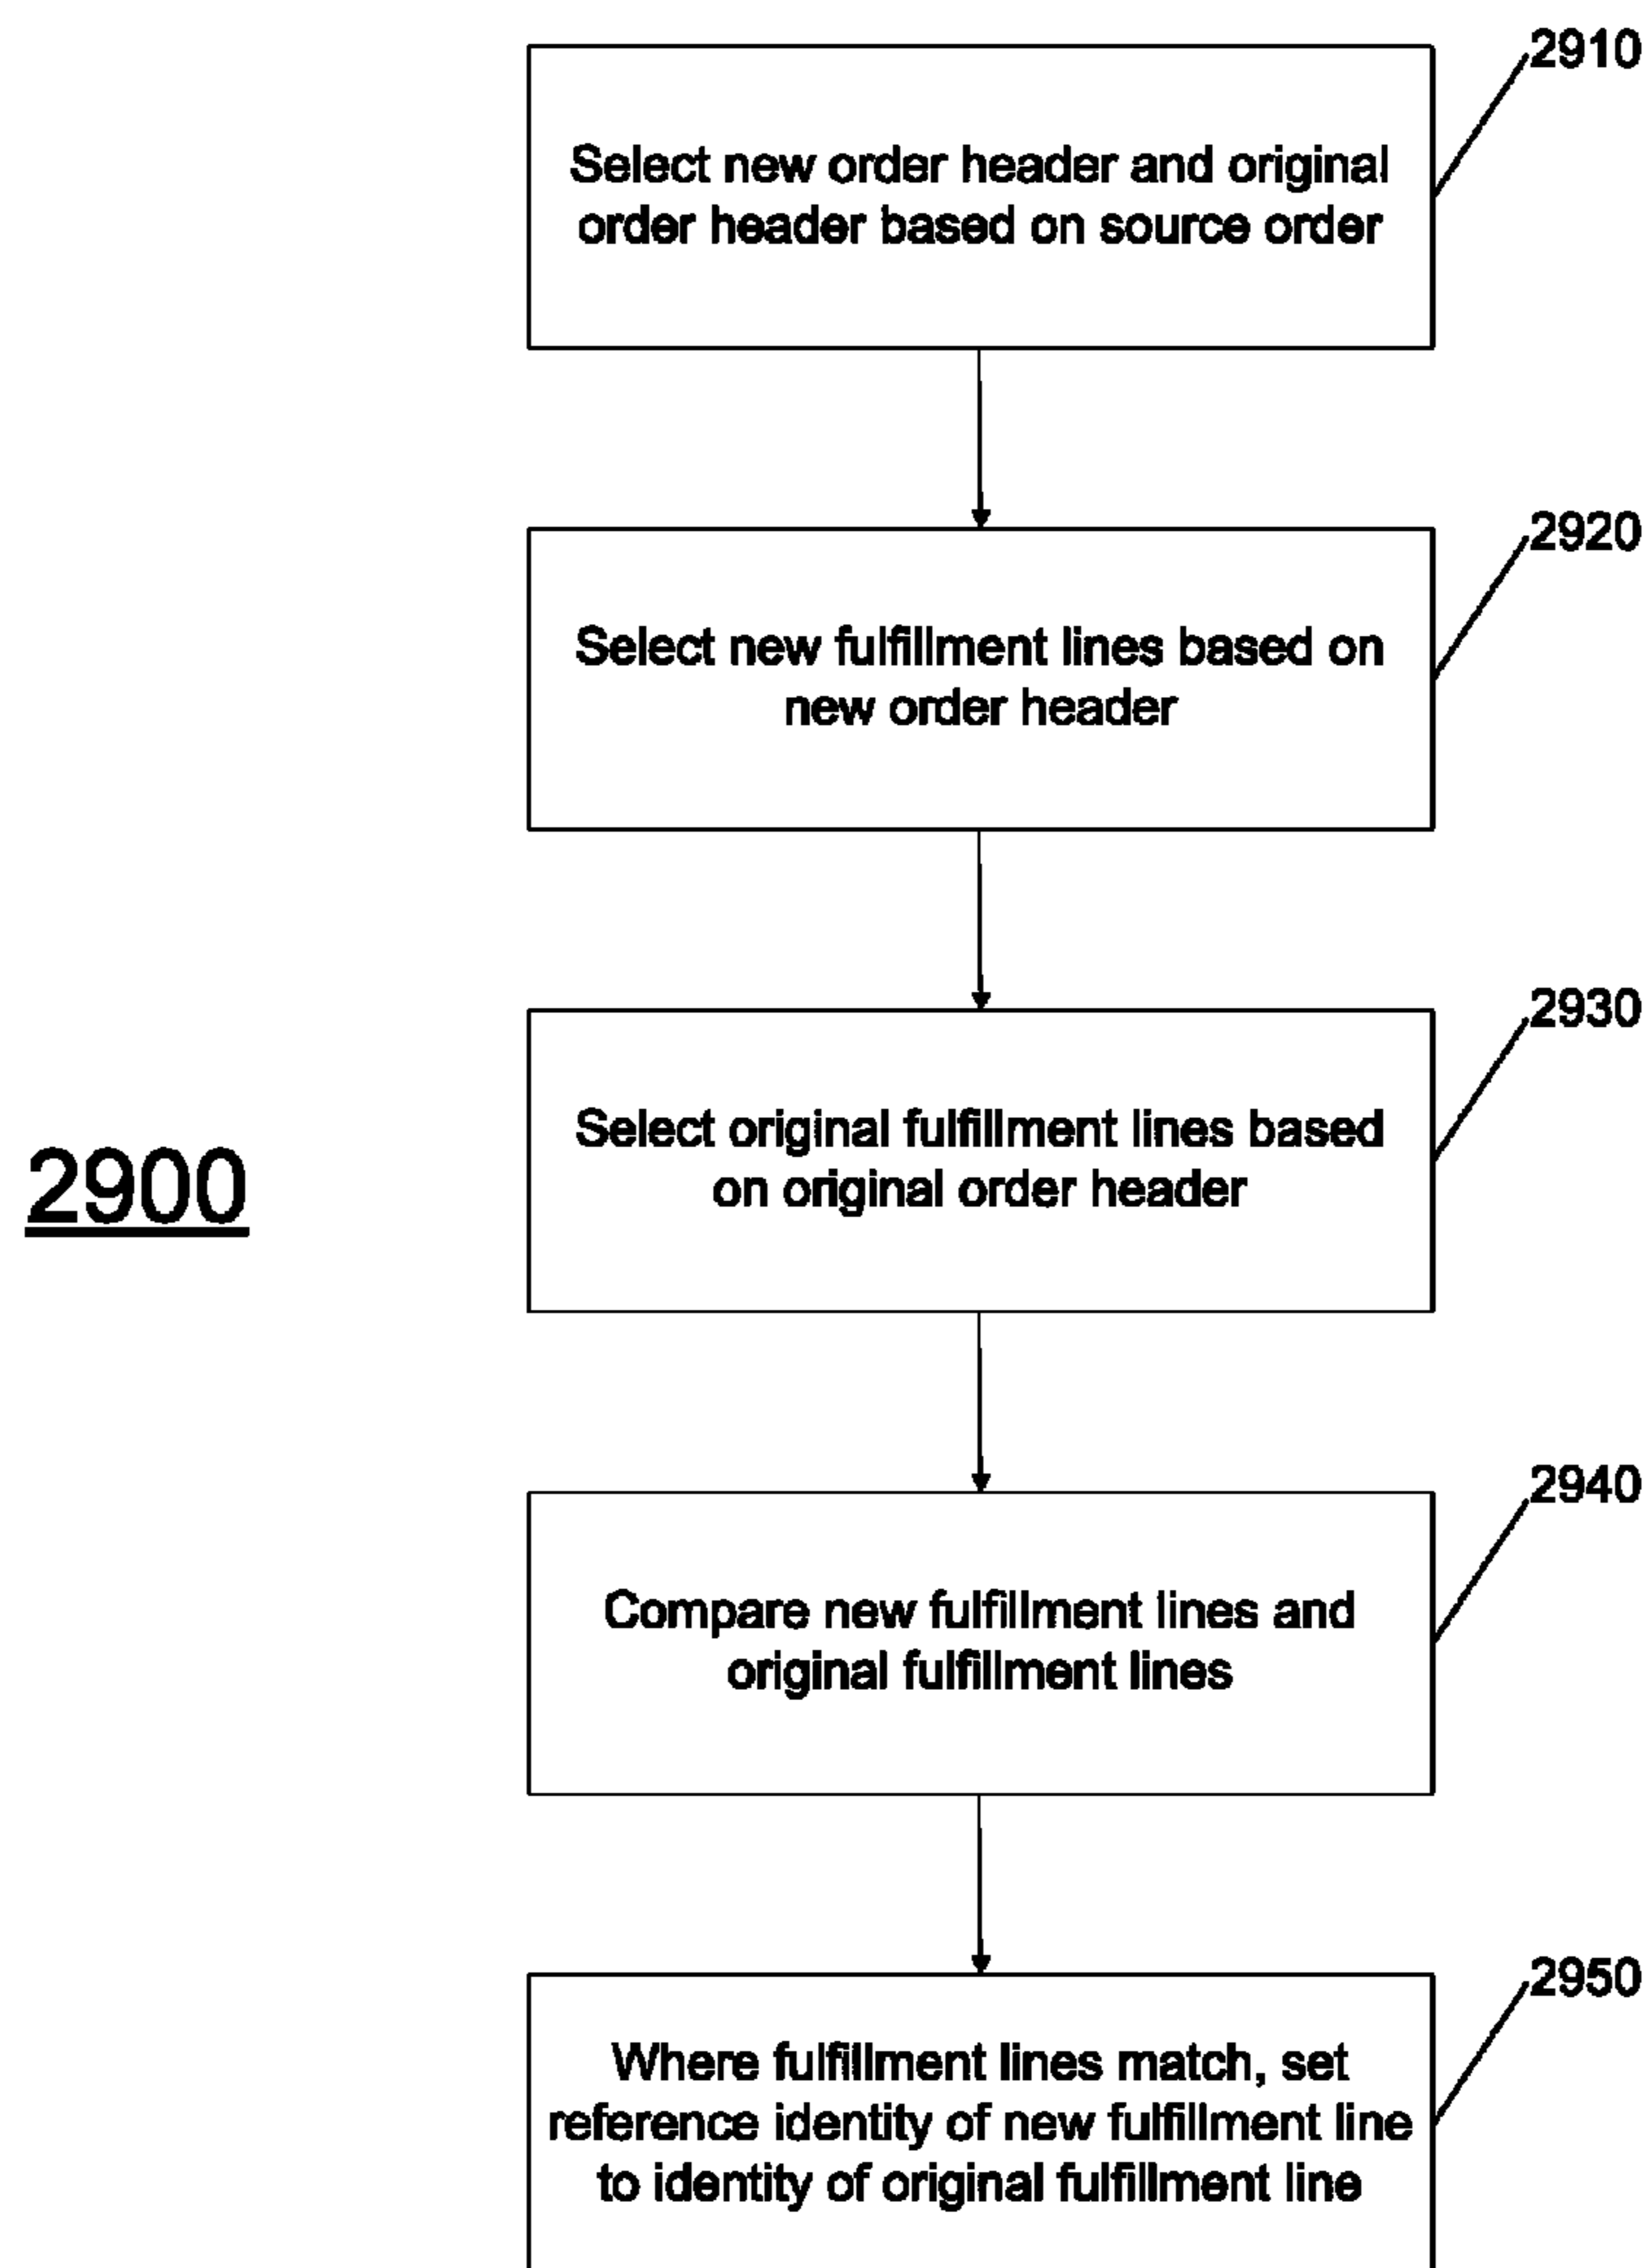 2910
Select new order header and original
order header based on source order
2920
Select new fulfillment lines based on
new order header
2930
Select original fulfillment lines based
on original order header
2900
2940
Compare new fulfillment lines and
original fulfillment lines
2950
Where fulfillment lines match, set
reference identity of new fulfillment line
to identity of original fulfillment line